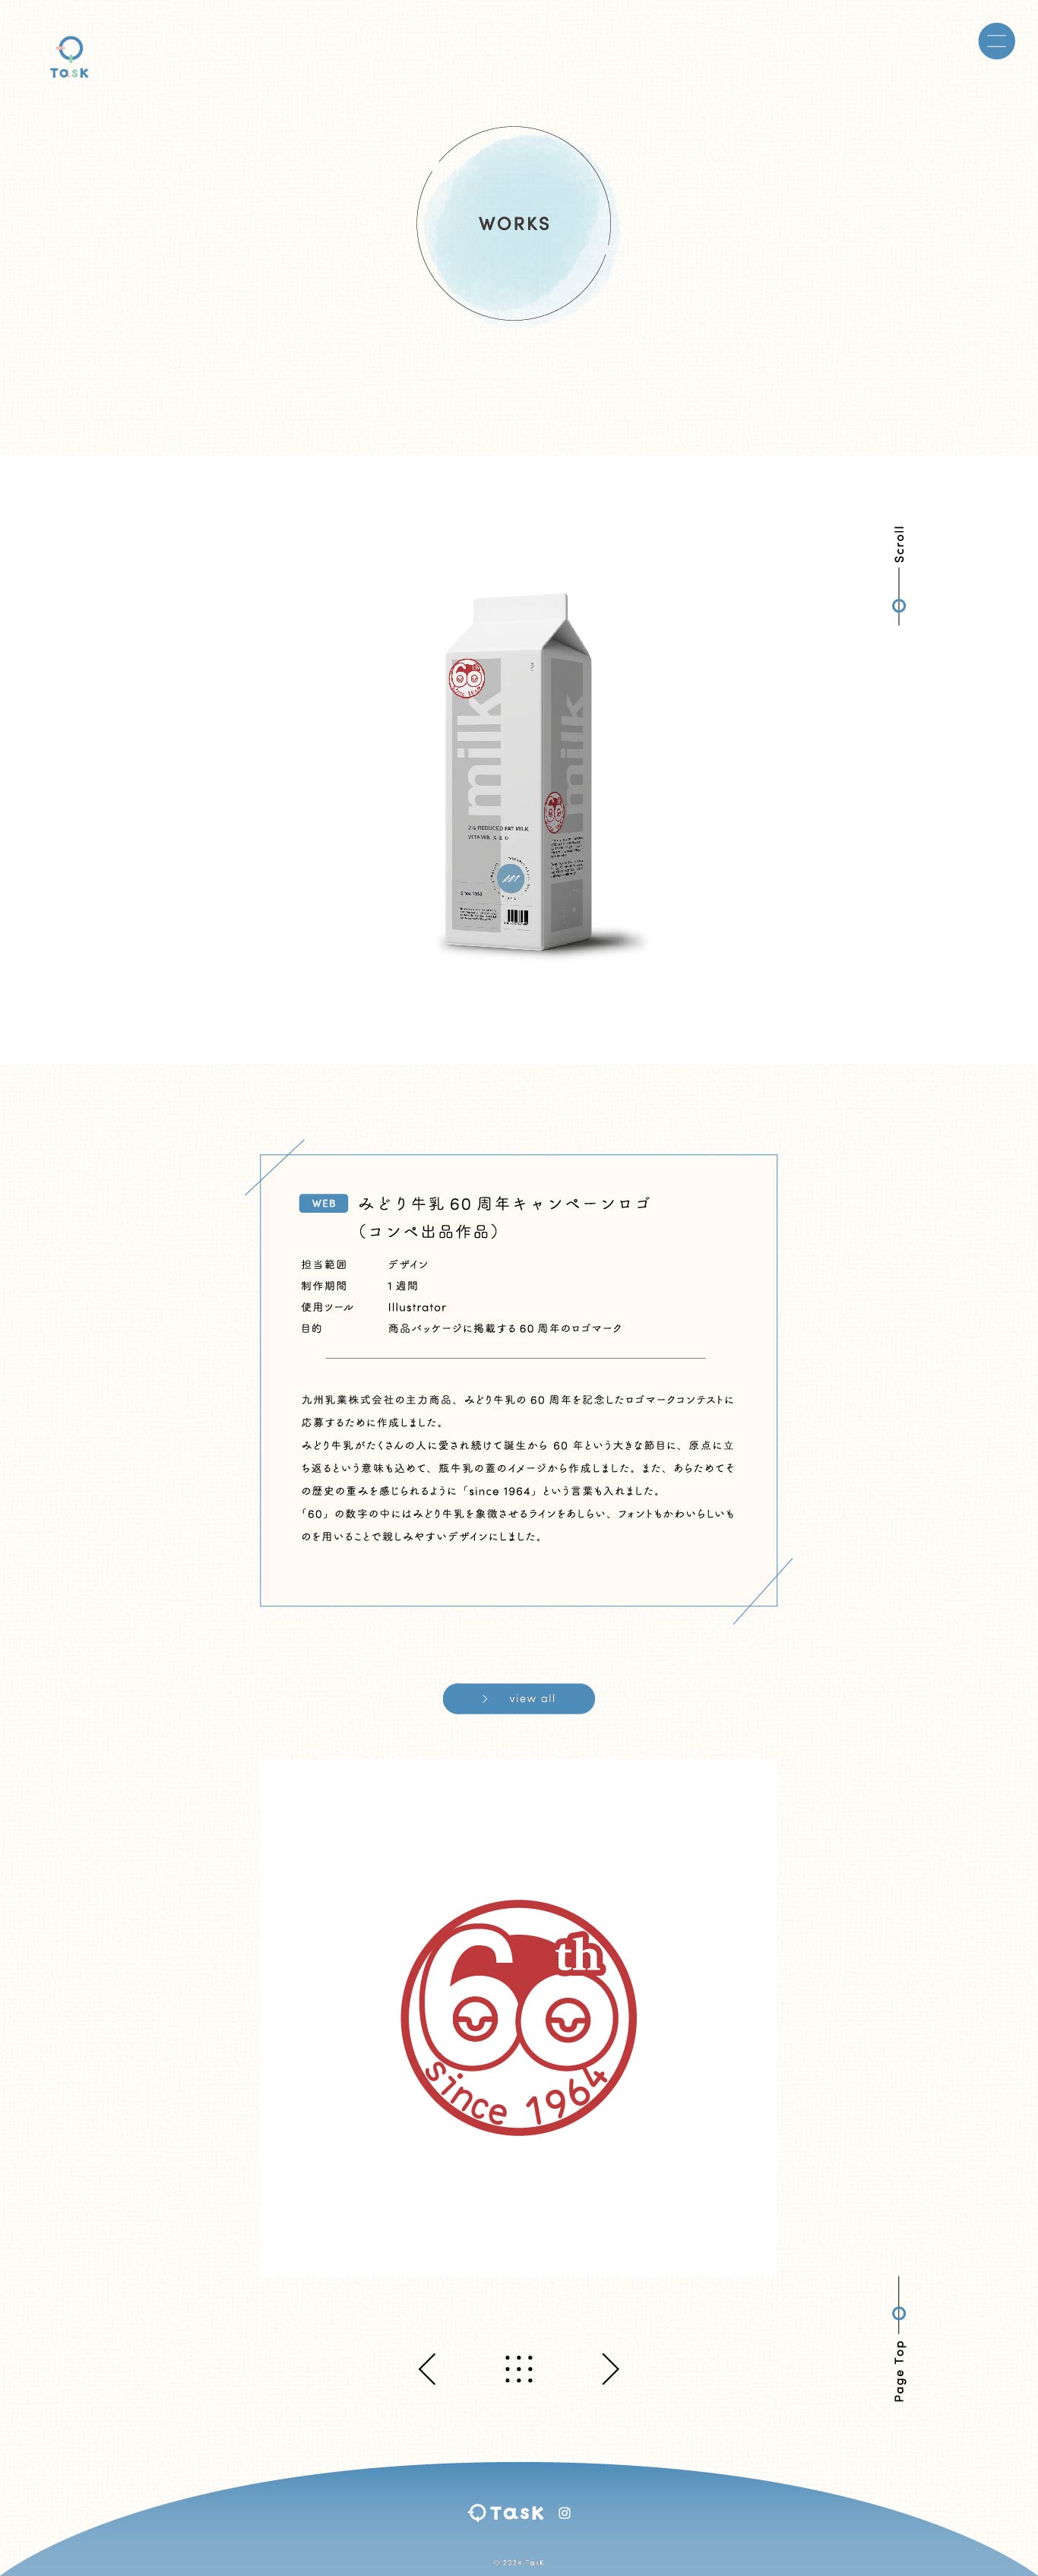 Task
WORKS
Scroll
60th
since 1964
milk
milk
2% REDUCED FAT MILK
VITAMIN A & D
WEB
みどり牛乳 60 周年キャンペーンロゴ
（コンペ出品作品）
担当範囲 デザイン
制作期間 1 週間
使用ツール Illustrator
目的 商品パッケージに掲載する 60 周年のロゴマーク
九州乳業株式会社の主力商品、みどり牛乳の 60 周年を記念したロゴマークコンテストに
応募するために作成しました。
みどり牛乳がたくさんの人に愛され続けて誕生から 60 年という大きな節目に、原点に立
ち返るという意味も込めて、瓶牛乳の蓋のイメージから作成しました。また、あらためてそ
の歴史の重みを感じられるように「since 1964」という言葉も入れました。
「60」の数字の中にはみどり牛乳を象徴させるラインをあしらい、フォントもかわいらしいも
のを用いることで親しみやすいデザインにしました。
view all
60th
since 1964
Page Top
Task
© 2024 TasK